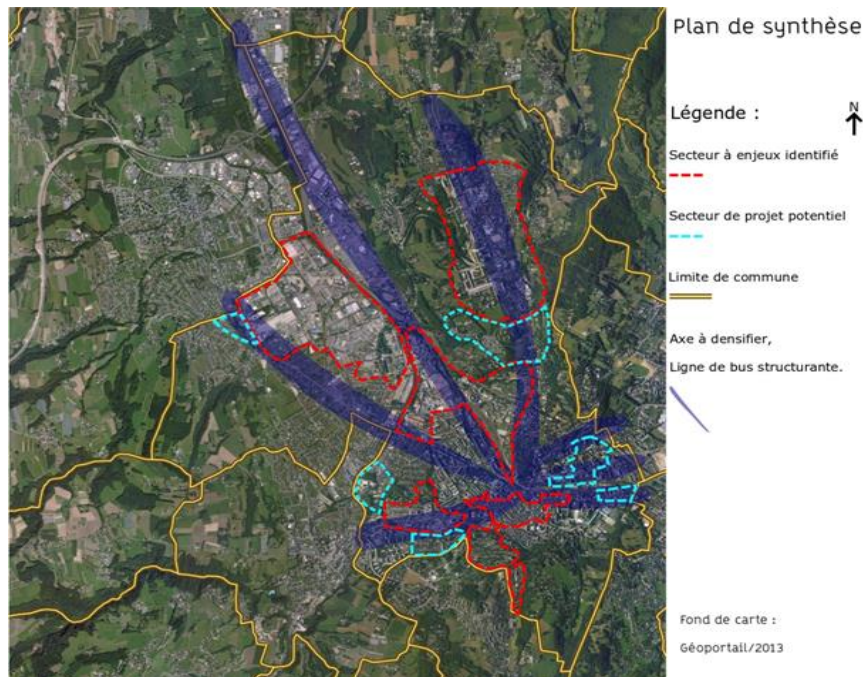 Plan de synthèse
Légende :
N
Secteur à enjeux identifié
Secteur de projet potentiel
Limite de commune
Axe à densifier,
Ligne de bus structurante.
Fond de carte :
Géoportail/2013